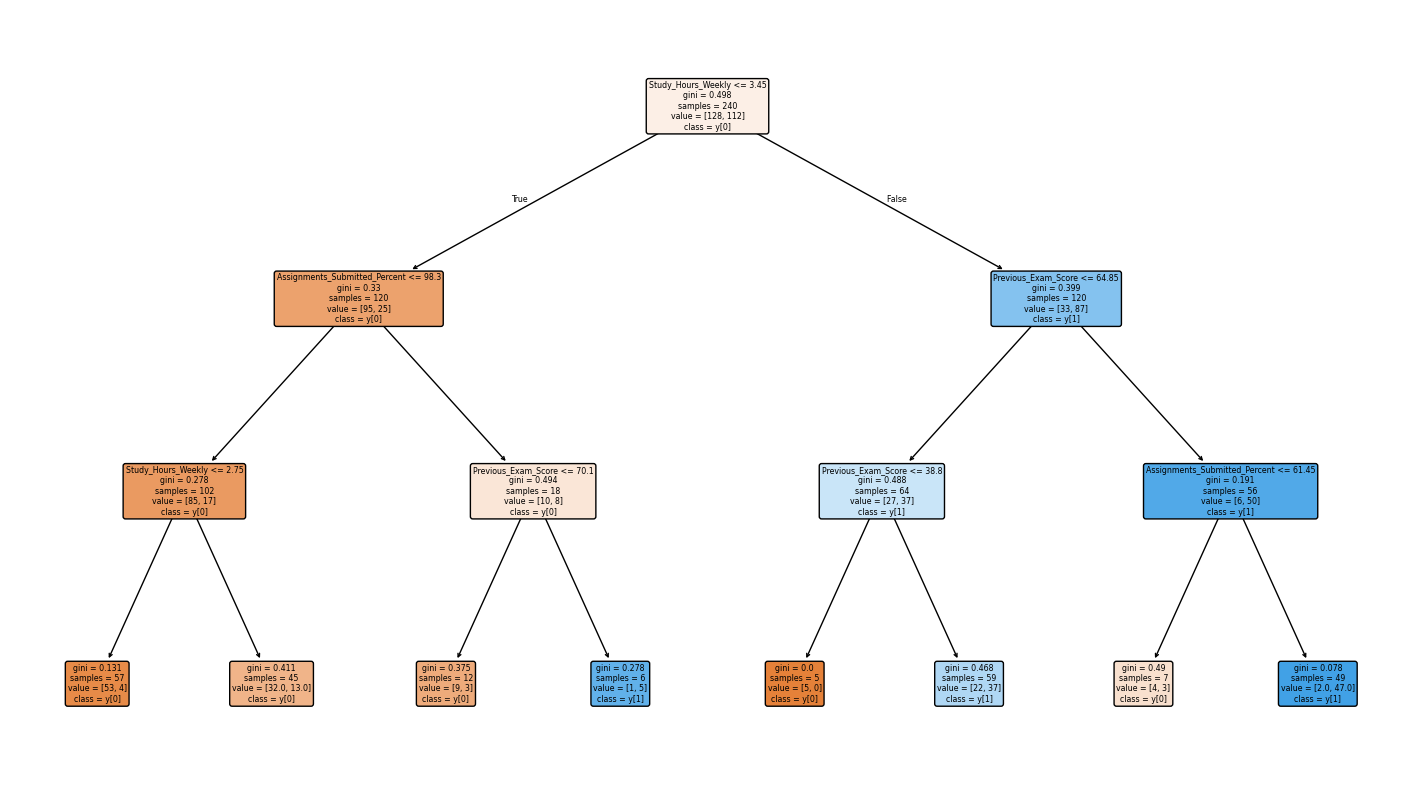 Study_Hours_Weekly <= 3.45
gini = 0.498
samples = 240
value = [128, 112]
class = y[0]
True
False
Assignments_Submitted_Percent <= 98.3
gini = 0.33
samples = 120
value = [95, 25]
class = y[0]
Previous_Exam_Score <= 64.85
gini = 0.399
samples = 120
value = [33, 87]
class = y[1]
Study_Hours_Weekly <= 2.75
gini = 0.278
samples = 102
value = [85, 17]
class = y[0]
Previous_Exam_Score <= 70.1
gini = 0.494
samples = 18
value = [10, 8]
class = y[0]
Previous_Exam_Score <= 38.8
gini = 0.488
samples = 64
value = [27, 37]
class = y[1]
Assignments_Submitted_Percent <= 61.45
gini = 0.191
samples = 56
value = [6, 50]
class = y[1]
gini = 0.131
samples = 57
value = [53, 4]
class = y[0]
gini = 0.411
samples = 45
value = [32.0, 13.0]
class = y[0]
gini = 0.375
samples = 12
value = [9, 3]
class = y[0]
gini = 0.278
samples = 6
value = [1, 5]
class = y[1]
gini = 0.0
samples = 5
value = [5, 0]
class = y[0]
gini = 0.468
samples = 59
value = [22, 37]
class = y[1]
gini = 0.49
samples = 7
value = [4, 3]
class = y[0]
gini = 0.078
samples = 49
value = [2.0, 47.0]
class = y[1]